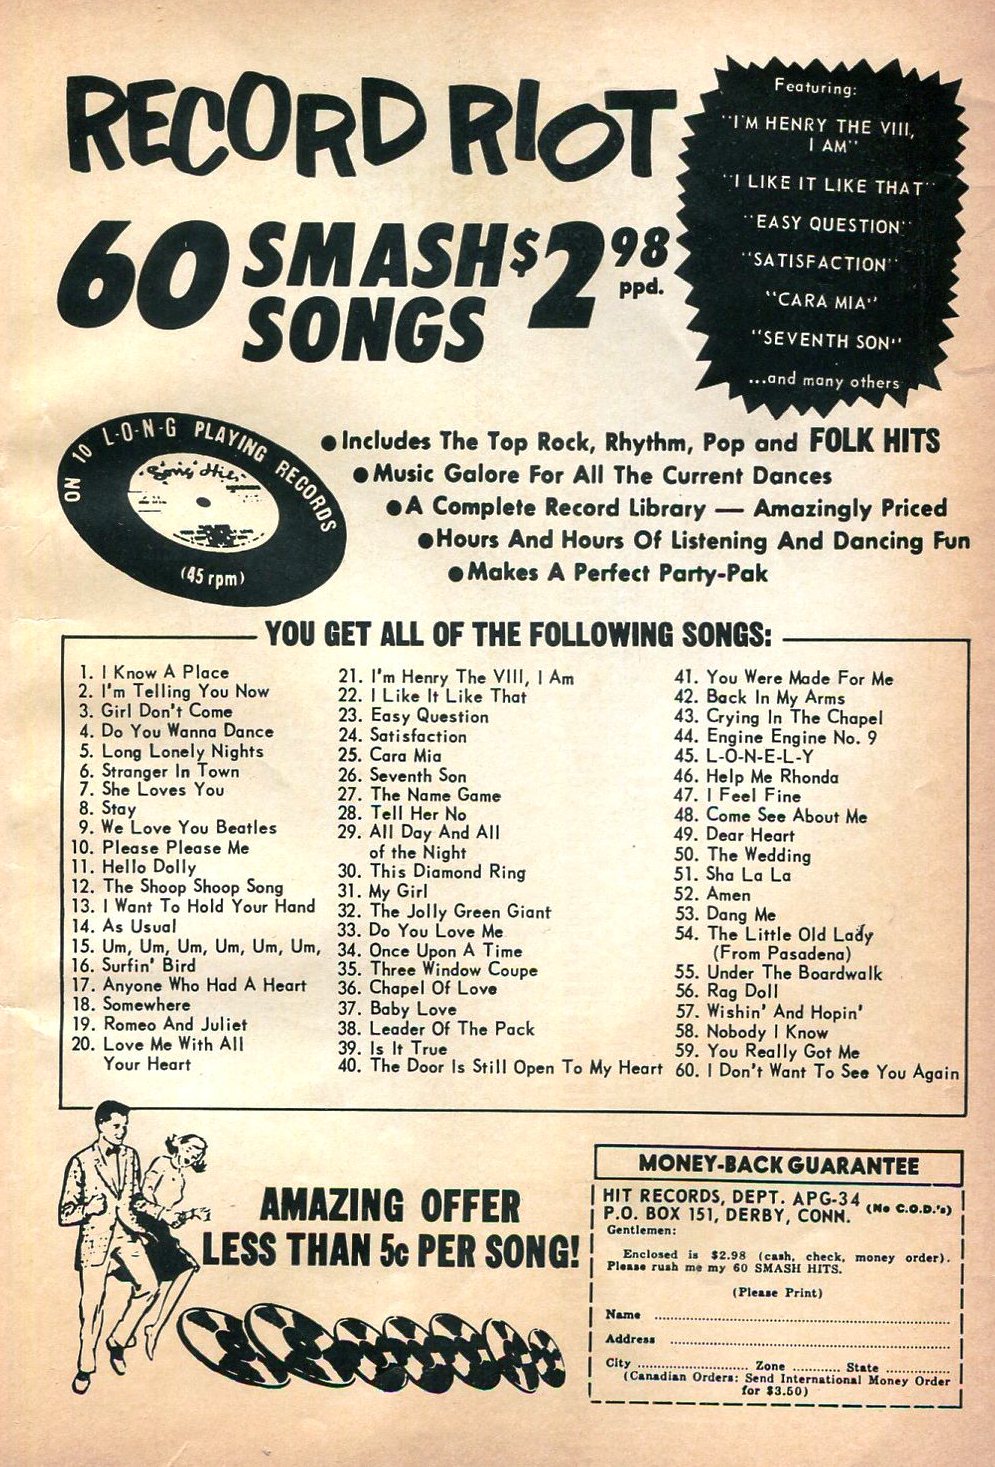 RECORD RIOT
60 SMASH SONGS $2.98 ppd.
Featuring:
"I'M HENRY THE VIII,
I AM"
"I LIKE IT LIKE THAT"
"EASY QUESTION"
"SATISFACTION"
"CARA MIA"
"SEVENTH SON"
...and many others
ON 10 L-O-N-G PLAYING RECORDS
(45 rpm)
●Includes The Top Rock, Rhythm, Pop and FOLK HITS
●Music Galore For All The Current Dances
●A Complete Record Library — Amazingly Priced
●Hours And Hours Of Listening And Dancing Fun
●Makes A Perfect Party-Pak
YOU GET ALL OF THE FOLLOWING SONGS:
1. I Know A Place
2. I'm Telling You Now
3. Girl Don't Come
4. Do You Wanna Dance
5. Long Lonely Nights
6. Stranger In Town
7. She Loves You
8. Stay
9. We Love You Beatles
10. Please Please Me
11. Hello Dolly
12. The Shoop Shoop Song
13. I Want To Hold Your Hand
14. As Usual
15. Um, Um, Um, Um, Um, Um,
16. Surfin' Bird
17. Anyone Who Had A Heart
18. Somewhere
19. Romeo And Juliet
20. Love Me With All
Your Heart
21. I'm Henry The VIII, I Am
22. I Like It Like That
23. Easy Question
24. Satisfaction
25. Cara Mia
26. Seventh Son
27. The Name Game
28. Tell Her No
29. All Day And All
of the Night
30. This Diamond Ring
31. My Girl
32. The Jolly Green Giant
33. Do You Love Me
34. Once Upon A Time
35. Three Window Coupe
36. Chapel Of Love
37. Baby Love
38. Leader Of The Pack
39. Is It True
40. The Door Is Still Open To My Heart
41. You Were Made For Me
42. Back In My Arms
43. Crying In The Chapel
44. Engine Engine No. 9
45. L-O-N-E-L-Y
46. Help Me Rhonda
47. I Feel Fine
48. Come See About Me
49. Dear Heart
50. The Wedding
51. Sha La La
52. Amen
53. Dang Me
54. The Little Old Lady
(From Pasadena)
55. Under The Boardwalk
56. Rag Doll
57. Wishin' And Hopin'
58. Nobody I Know
59. You Really Got Me
60. I Don't Want To See You Again
AMAZING OFFER
LESS THAN 5c PER SONG!
MONEY-BACK GUARANTEE
HIT RECORDS, DEPT. APG-34
P.O. BOX 151, DERBY, CONN. (No C.O.D.'s)
Gentlemen:
Enclosed is $2.98 (cash, check, money order).
Please rush me my 60 SMASH HITS.
(Please Print)
Name
Address
City Zone State
(Canadian Orders: Send International Money Order
for $3.50)